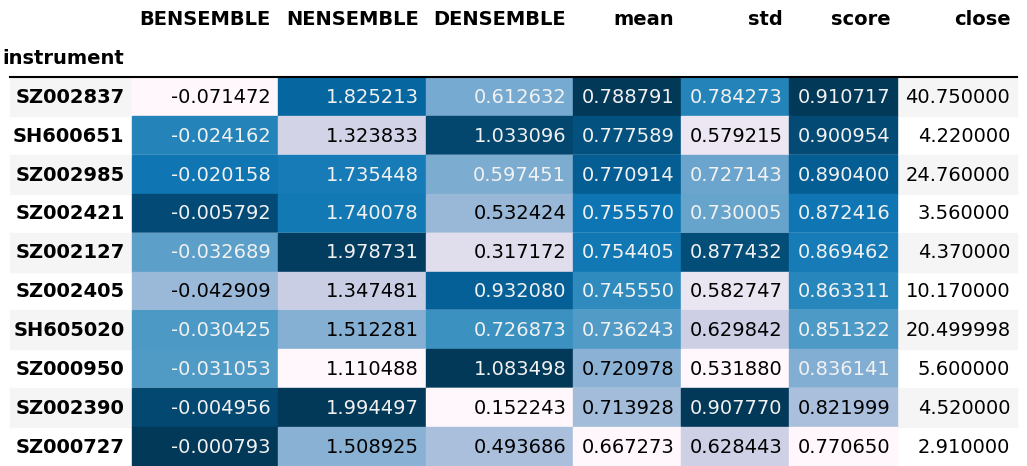 BENSEMBLE NENSEMBLE DENSEMBLE mean std score close
instrument
SZ002837 -0.071472 1.825213 0.612632 0.788791 0.784273 0.910717 40.750000
SH600651 -0.024162 1.323833 1.033096 0.777589 0.579215 0.900954 4.220000
SZ002985 -0.020158 1.735448 0.597451 0.770914 0.727143 0.890400 24.760000
SZ002421 -0.005792 1.740078 0.532424 0.755570 0.730005 0.872416 3.560000
SZ002127 -0.032689 1.978731 0.317172 0.754405 0.877432 0.869462 4.370000
SZ002405 -0.042909 1.347481 0.932080 0.745550 0.582747 0.863311 10.170000
SH605020 -0.030425 1.512281 0.726873 0.736243 0.629842 0.851322 20.499998
SZ000950 -0.031053 1.110488 1.083498 0.720978 0.531880 0.836141 5.600000
SZ002390 -0.004956 1.994497 0.152243 0.713928 0.907770 0.821999 4.520000
SZ000727 -0.000793 1.508925 0.493686 0.667273 0.628443 0.770650 2.910000